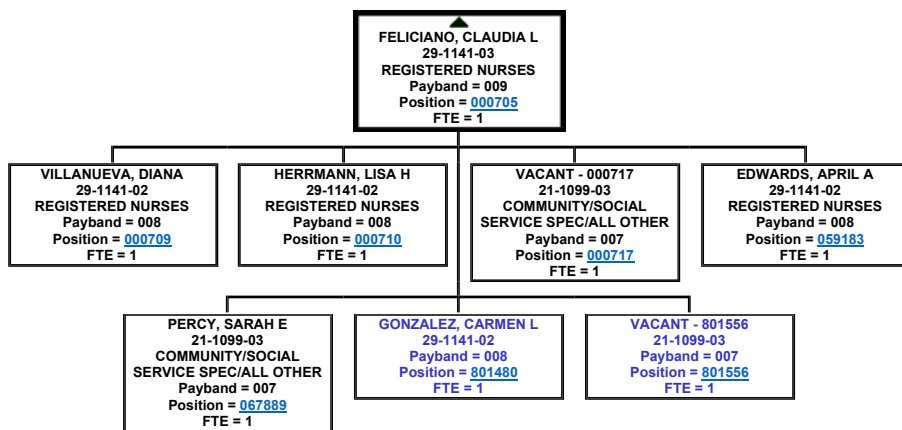 FELICIANO, CLAUDIA L
29-1141-03
REGISTERED NURSES
Payband = 009
Position = 000705
FTE = 1
VILLANUEVA, DIANA
29-1141-02
REGISTERED NURSES
Payband = 008
Position = 000709
FTE = 1
HERRMANN, LISA H
29-1141-02
REGISTERED NURSES
Payband = 008
Position = 000710
FTE = 1
VACANT - 000717
21-1099-03
COMMUNITY/SOCIAL
SERVICE SPEC/ALL OTHER
Payband = 007
Position = 000717
FTE = 1
EDWARDS, APRIL A
29-1141-02
REGISTERED NURSES
Payband = 008
Position = 059183
FTE = 1
PERCY, SARAH E
21-1099-03
COMMUNITY/SOCIAL
SERVICE SPEC/ALL OTHER
Payband = 007
Position = 067889
FTE = 1
GONZALEZ, CARMEN L
29-1141-02
Payband = 008
Position = 801480
FTE = 1
VACANT - 801556
21-1099-03
Payband = 007
Position = 801556
FTE = 1